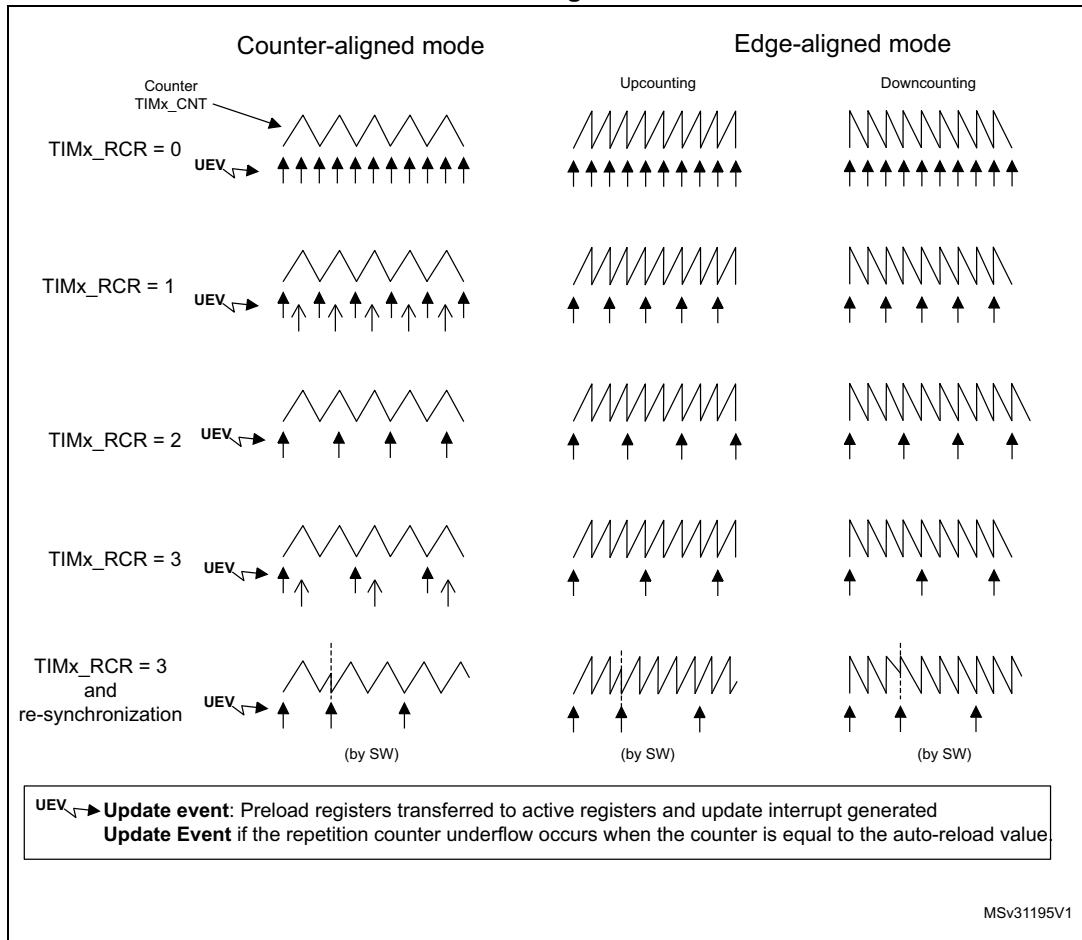 Counter-aligned mode
Edge-aligned mode
Counter
TIMx_CNT
Upcounting
Downcounting
TIMx_RCR = 0
UEV
TIMx_RCR = 1
UEV
TIMx_RCR = 2
UEV
TIMx_RCR = 3
UEV
TIMx_RCR = 3
and
re-synchronization
UEV
(by SW)
(by SW)
(by SW)
UEV Update event: Preload registers transferred to active registers and update interrupt generated
Update Event if the repetition counter underflow occurs when the counter is equal to the auto-reload value.
MSv31195V1